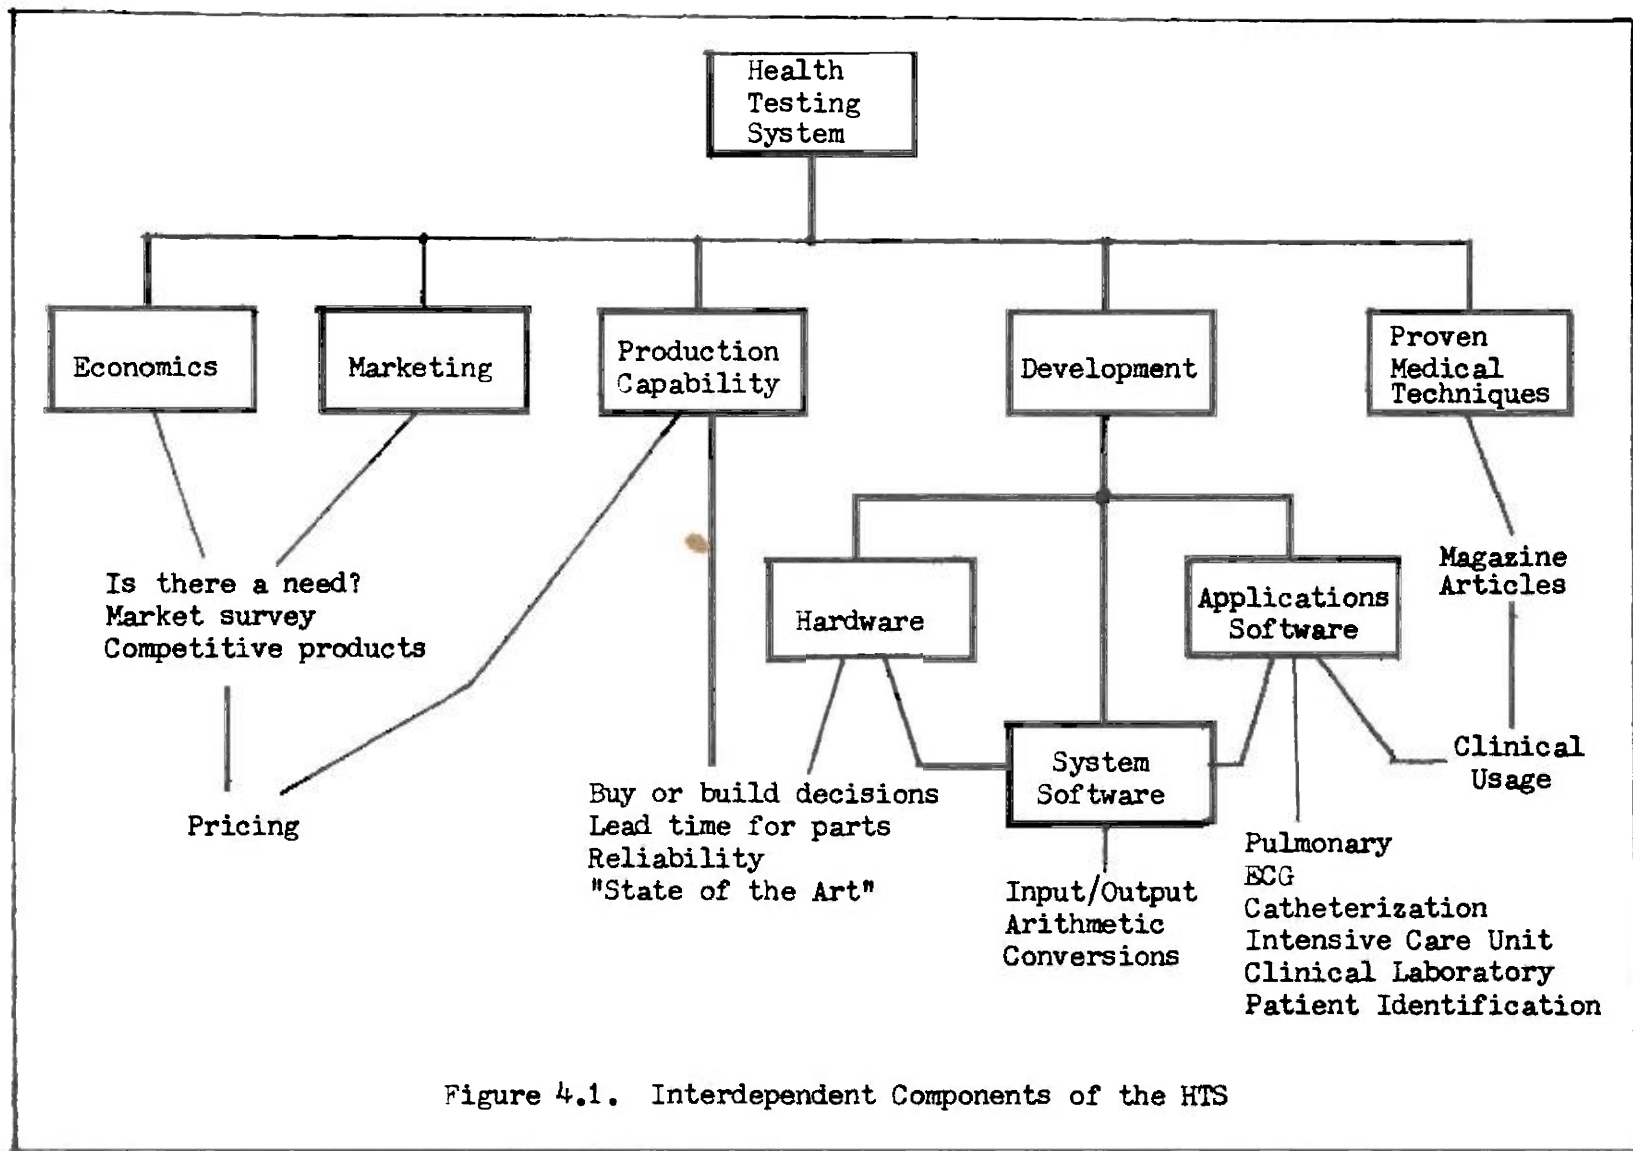 Health
Testing
System
Economics
Marketing
Production
Capability
Development
Proven
Medical
Techniques
Is there a need?
Market survey
Competitive products
Pricing
Hardware
Applications
Software
Magazine
Articles
Clinical
Usage
System
Software
Buy or build decisions
Lead time for parts
Reliability
"State of the Art"
Input/Output
Arithmetic
Conversions
Pulmonary
ECG
Catheterization
Intensive Care Unit
Clinical Laboratory
Patient Identification
Figure 4.1. Interdependent Components of the HTS